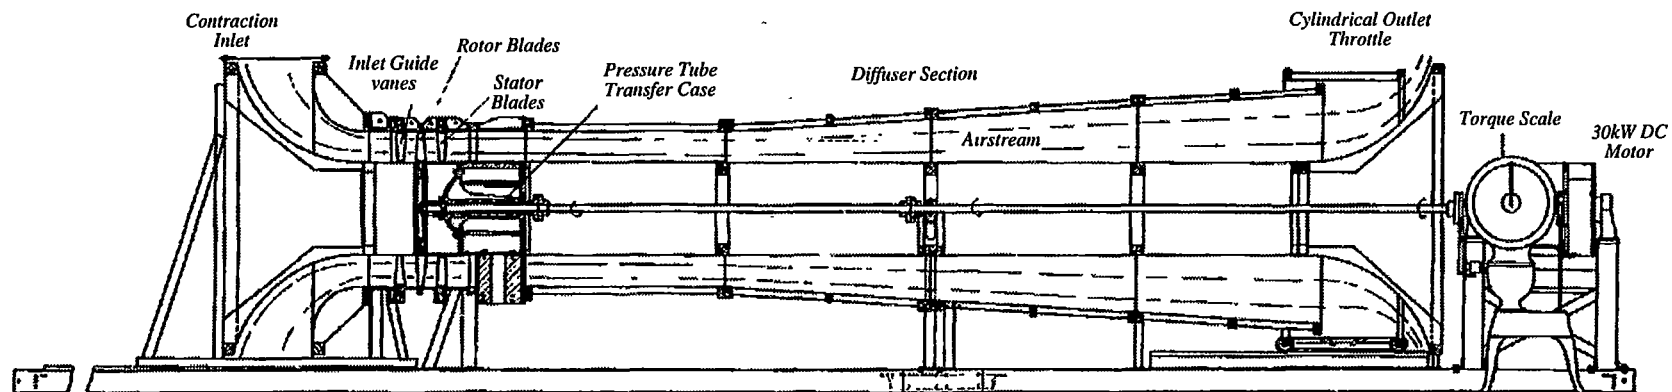 Contraction
Inlet
Inlet Guide
vanes
Rotor Blades
Stator
Blades
Pressure Tube
Transfer Case
Diffuser Section
Airstream
Cylindrical Outlet
Throttle
Torque Scale
30kW DC
Motor